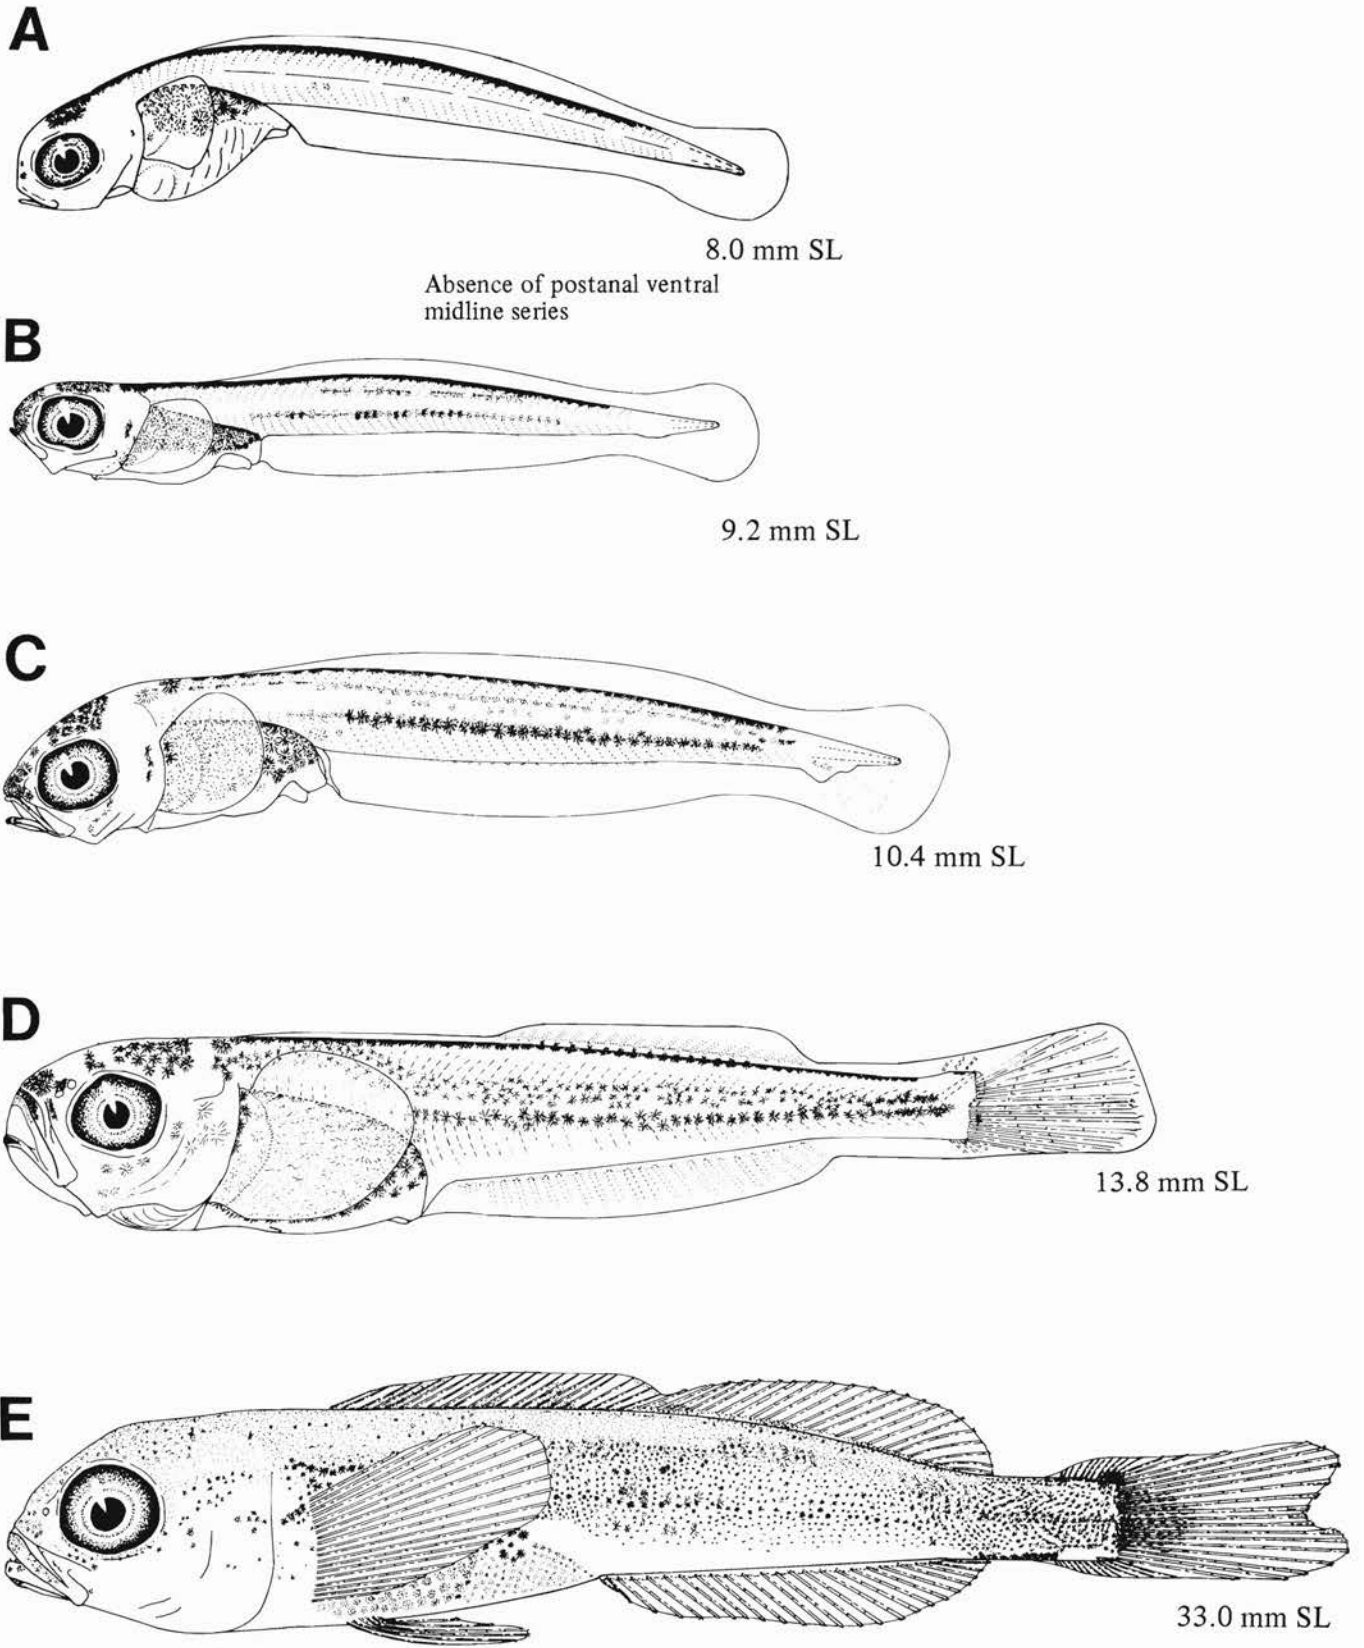 A
8.0 mm SL
Absence of postanal ventral
midline series
B
9.2 mm SL
C
10.4 mm SL
D
13.8 mm SL
E
33.0 mm SL